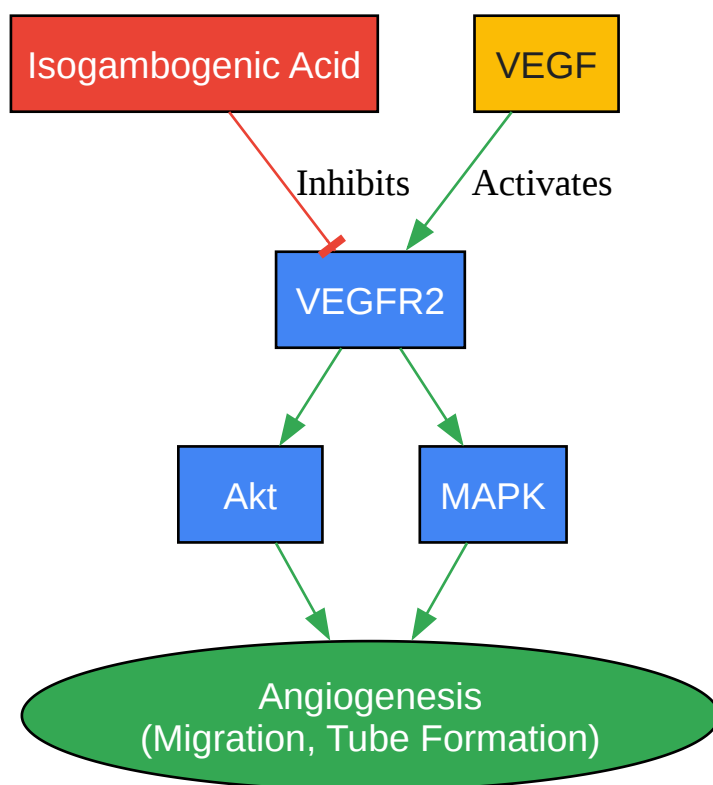 Isogambogenic Acid
VEGF
Inhibits
Activates
VEGFR2
Akt
MAPK
Angiogenesis
(Migration, Tube Formation)